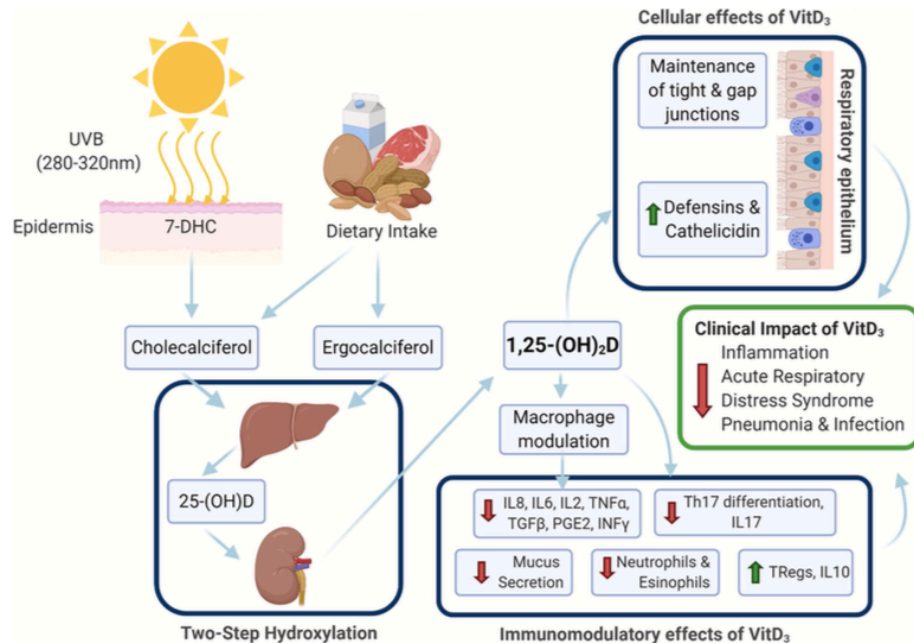 Cellular effects of VitD₃
Maintenance
of tight & gap
junctions
Defensins &
Cathelicidin
Respiratory epithelium
UVB
(280-320nm)
Epidermis
7-DHC
Dietary Intake
Cholecalciferol
Ergocalciferol
1,25-(OH)₂D
Clinical Impact of VitD₃
Inflammation
Acute Respiratory
Distress Syndrome
Pneumonia & Infection
Macrophage
modulation
25-(OH)D
IL8, IL6, IL2, TNFα,
TGFβ, PGE2, INFγ
Th17 differentiation,
IL17
Mucus
Secretion
Neutrophils &
Esinophils
TRegs, IL10
Two-Step Hydroxylation
Immunomodulatory effects of VitD₃